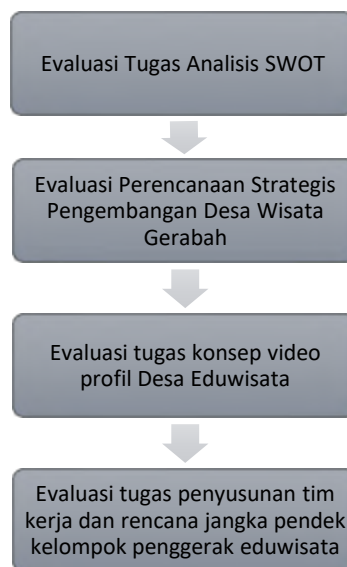 Evaluasi Tugas Analisis SWOT
Evaluasi Perencanaan Strategis
Pengembangan Desa Wisata
Gerabah
Evaluasi tugas konsep video
profil Desa Eduwisata
Evaluasi tugas penyusunan tim
kerja dan rencana jangka pendek
kelompok penggerak eduwisata